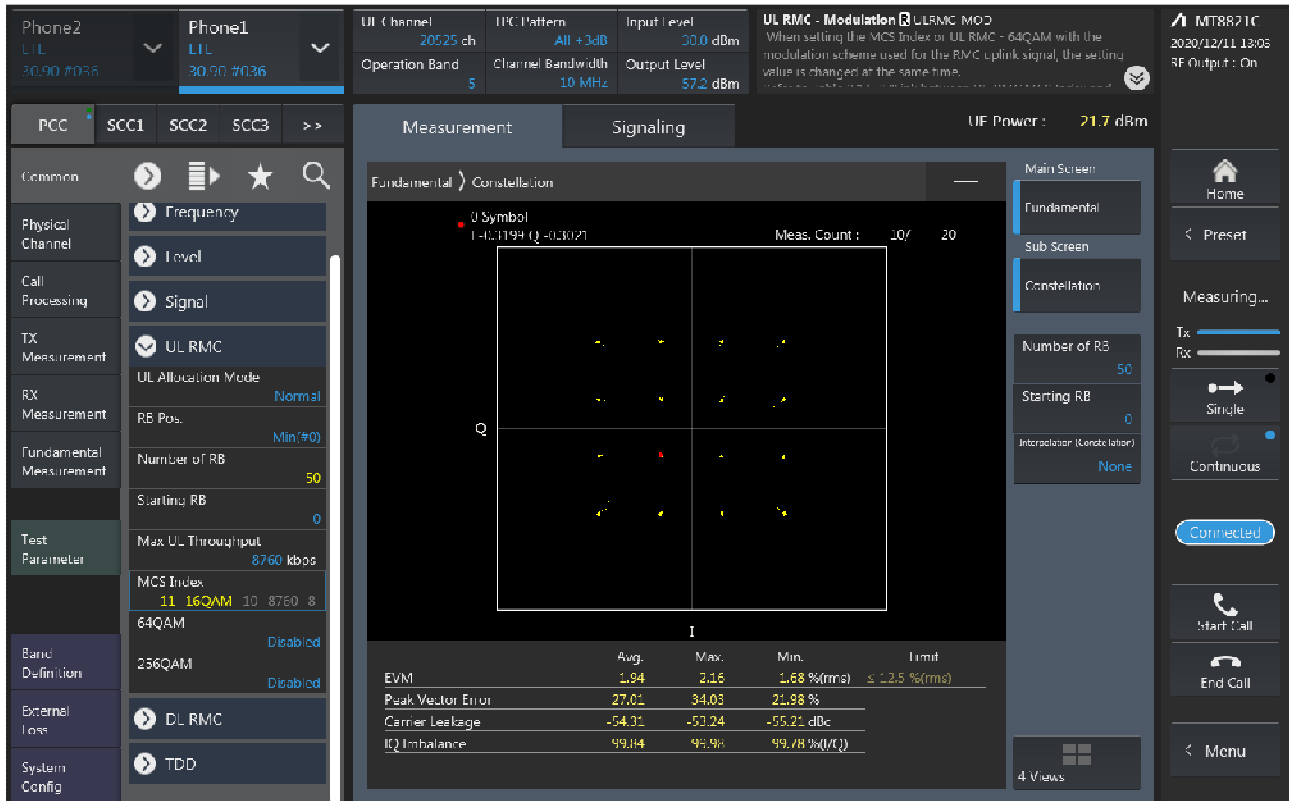 Phone2
LTE
30.90 #036
Phone1
LTE
30.90 #036
UL Channel
20525 ch
Operation Band
5
TPC Pattern
All +3dB
Channel Bandwidth
10 MHz
Input Level
30.0 dBm
Output Level
57.2 dBm
UL RMC - Modulation R ULRMC_MOD
When setting the MCS Index or UL RMC - 64QAM with the
modulation scheme used for the RMC uplink signal, the setting
value is changed at the same time.
MT8821C
2020/12/11 13:03
RF Output : On
PCC
SCC1
SCC2
SCC3
>>
Measurement
Signaling
UE Power : 21.7 dBm
Common
Physical
Channel
Call
Processing
TX
Measurement
RX
Measurement
Fundamental
Measurement
Test
Parameter
Band
Definition
External
Loss
System
Config
Frequency
Level
Signal
UL RMC
UL Allocation Mode
Normal
RB Pos.
Min(#0)
Number of RB
50
Starting RB
0
Max UL Throughput
8760 kbps
MCS Index
11 16QAM 10 8760 8
64QAM
Disabled
256QAM
Disabled
DL RMC
TDD
Fundamental > Constellation
0 Symbol
I -0.3199 Q -0.3021
Meas. Count : 10/ 20
Q
I
Avg. Max. Min. Limit
EVM 1.94 2.16 1.68 %(rms) ≤ 12.5 %(rms)
Peak Vector Error 27.01 34.03 21.98 %
Carrier Leakage -54.31 -53.24 -55.21 dBc
IQ Imbalance 99.84 99.98 99.78 %(I/Q)
Main Screen
Fundamental
Sub Screen
Constellation
Number of RB
50
Starting RB
0
Interpolation (Constellation)
None
4 Views
Home
< Preset
Measuring...
Tx
Rx
Single
Continuous
Connected
Start Call
End Call
< Menu